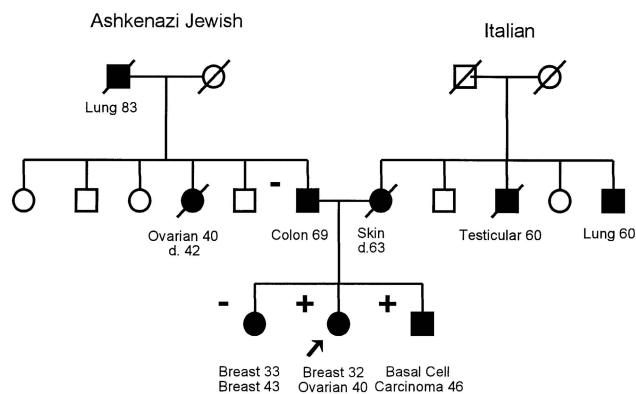 Ashkenazi Jewish
Italian
Lung 83
-
Ovarian 40
d. 42
Colon 69
Skin
d.63
Testicular 60
Lung 60
-
+
+
Breast 33
Breast 43
Breast 32
Ovarian 40
Basal Cell
Carcinoma 46